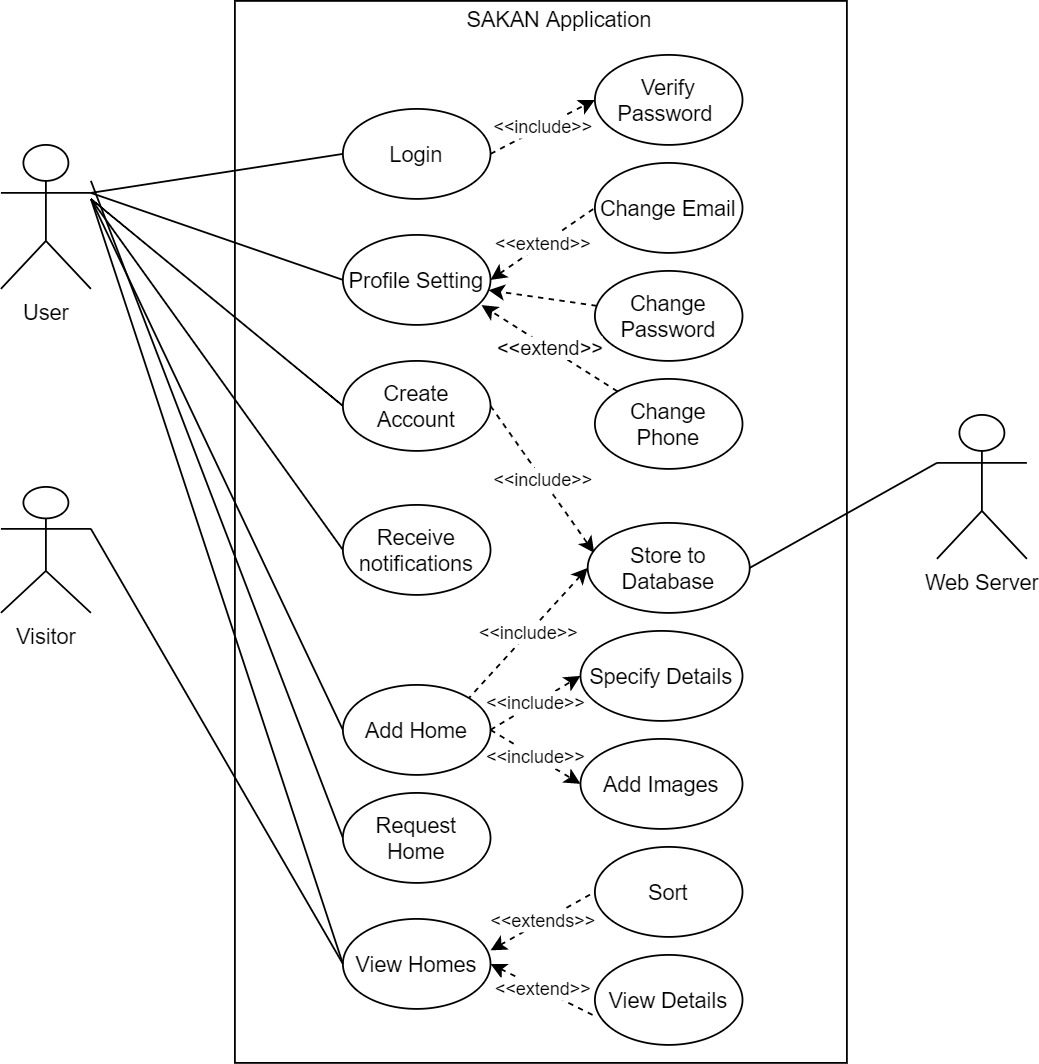 SAKAN Application
Verify
Password
<<include>>
Login
Change Email
<<extend>>
Profile Setting
Change
Password
User
<<extend>>
Create
Account
Change
Phone
<<include>>
Receive
notifications
Store to
Database
Web Server
Visitor
<<include>>
Specify Details
<<include>>
Add Home
<<include>>
Add Images
Request
Home
Sort
<<extends>>
View Homes
<<extend>>
View Details